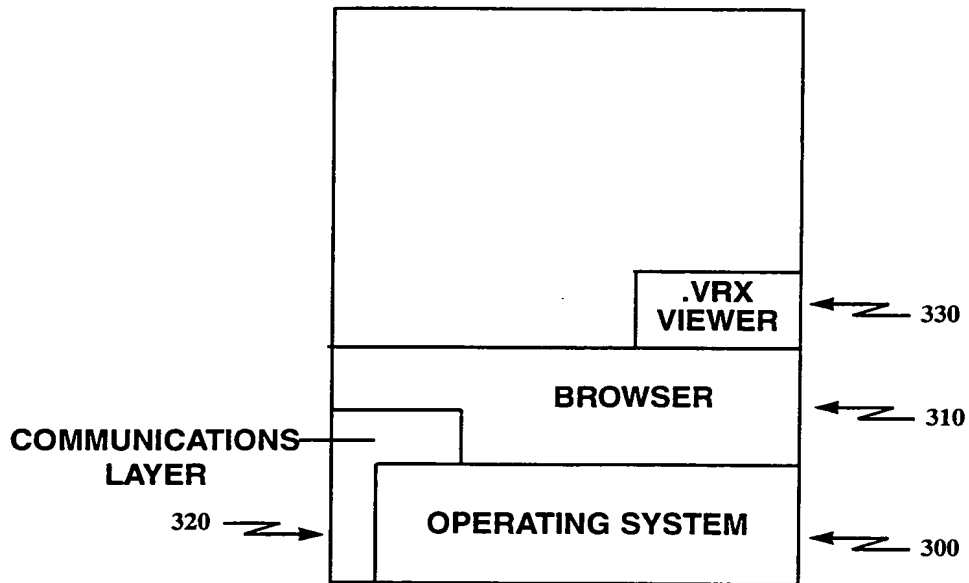 .VRX
VIEWER
330
BROWSER
310
COMMUNICATIONS
LAYER
320
OPERATING SYSTEM
300